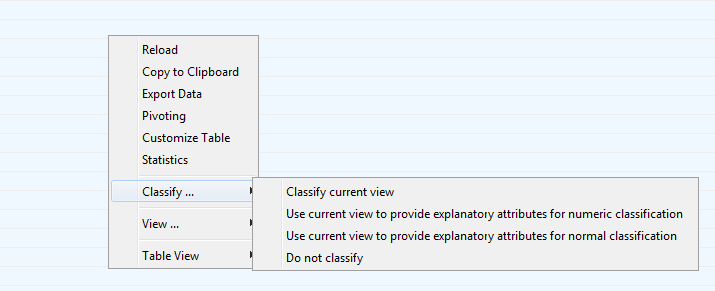 Reload
Copy to Clipboard
Export Data
Pivoting
Customize Table
Statistics
Classify ...
Classify current view
Use current view to provide explanatory attributes for numeric classification
Use current view to provide explanatory attributes for normal classification
Do not classify
View ...
Table View